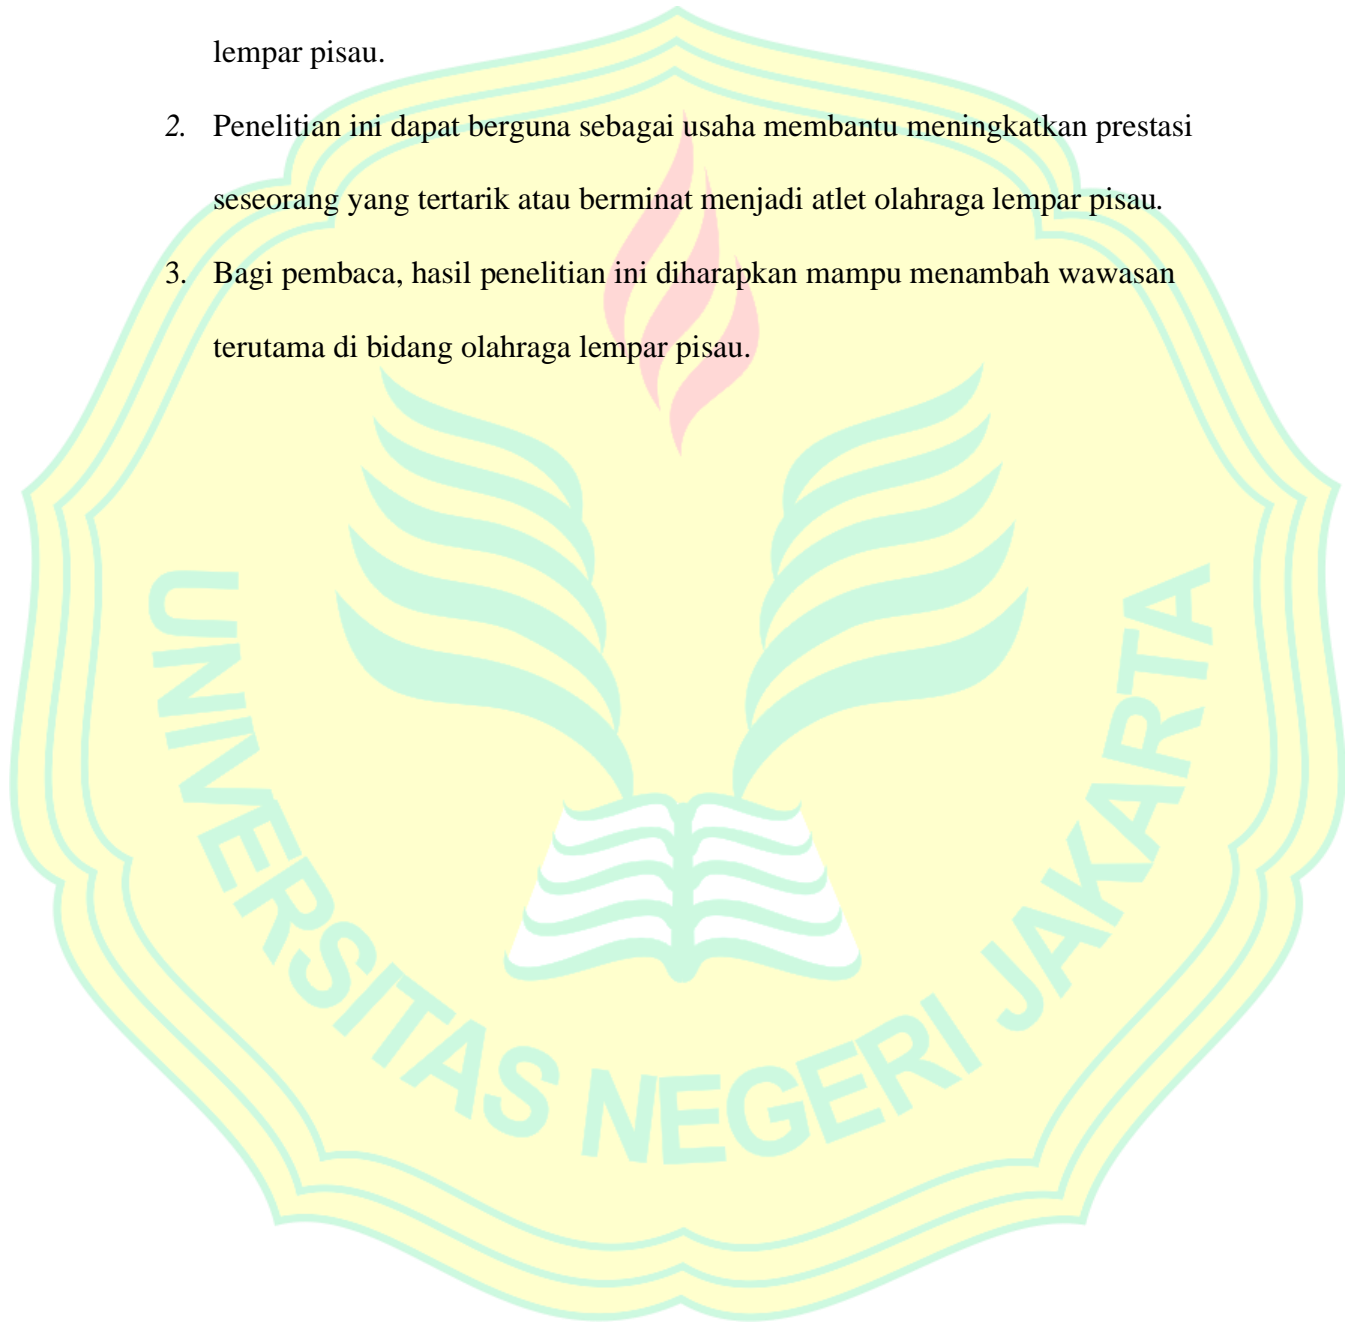 lempar pisau.
2. Penelitian ini dapat berguna sebagai usaha membantu meningkatkan prestasi
seseorang yang tertarik atau berminat menjadi atlet olahraga lempar pisau.
3. Bagi pembaca, hasil penelitian ini diharapkan mampu menambah wawasan
terutama di bidang olahraga lempar pisau.
UNIVERSITAS NEGERI JAKARTA